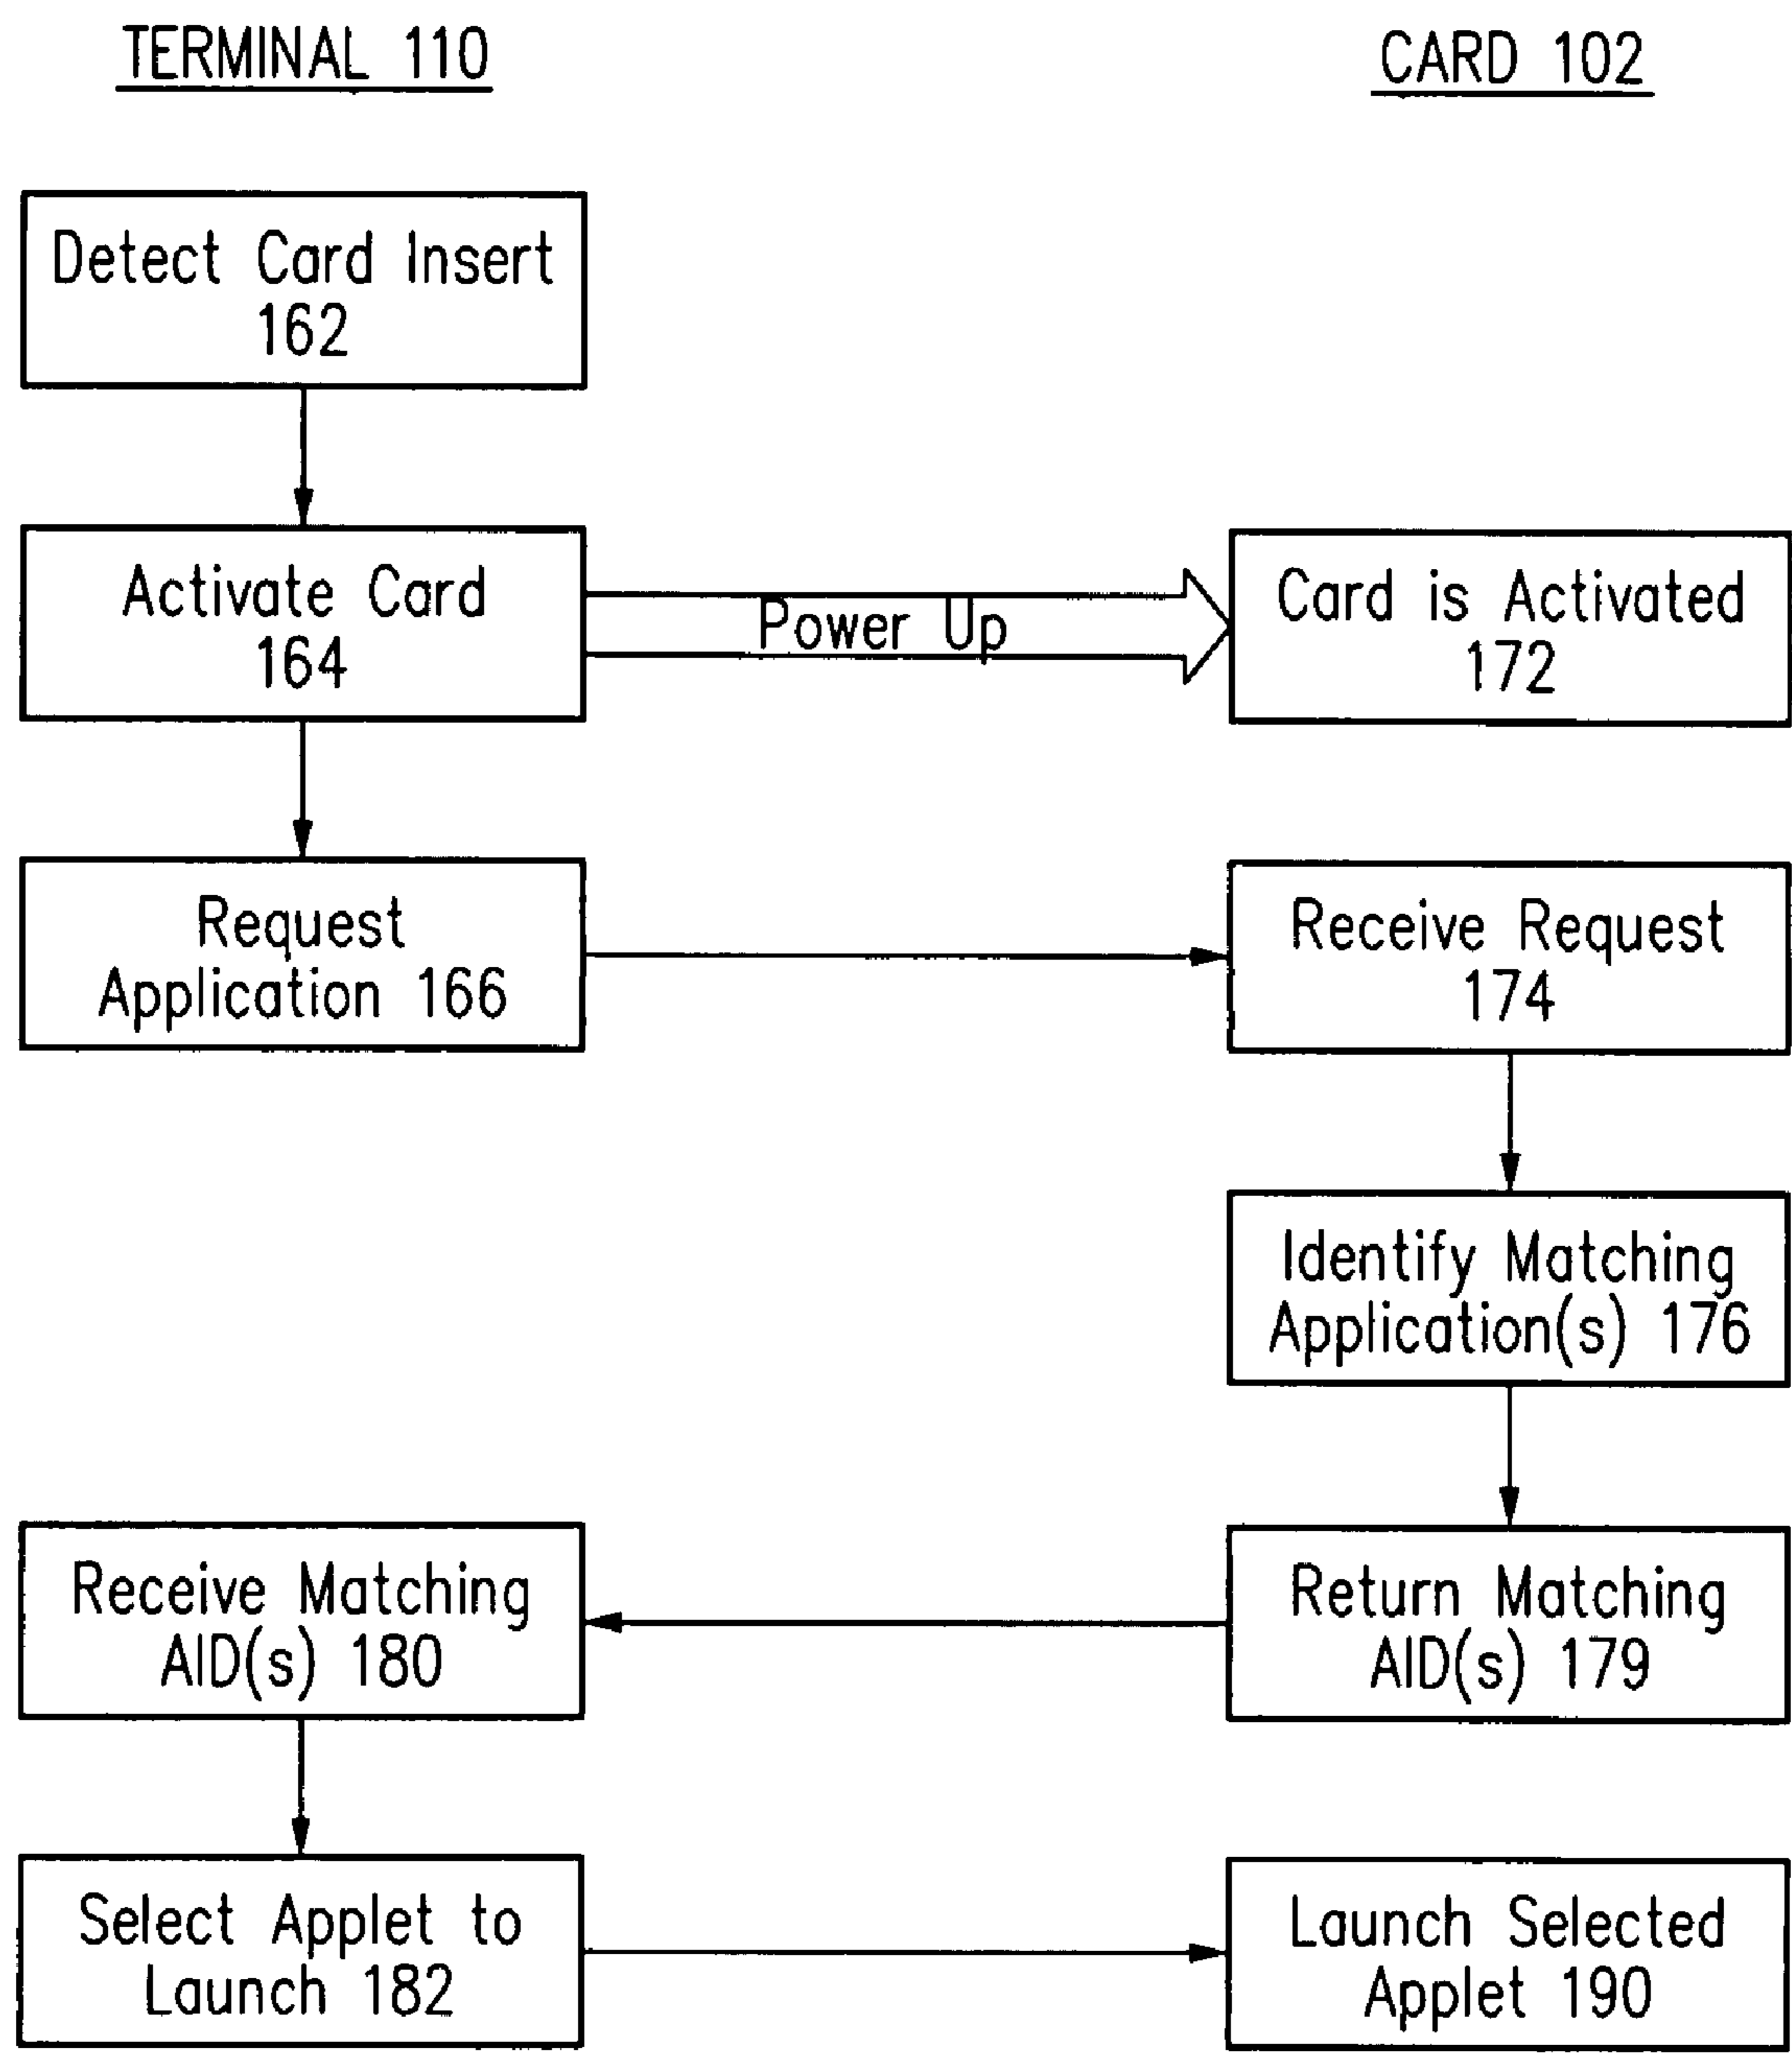 TERMINAL 110
CARD 102
Detect Card Insert
162
Activate Card
164
Power Up
Card is Activated
172
Request
Application 166
Receive Request
174
Identify Matching
Application(s) 176
Receive Matching
AID(s) 180
Return Matching
AID(s) 179
Select Applet to
Launch 182
Launch Selected
Applet 190